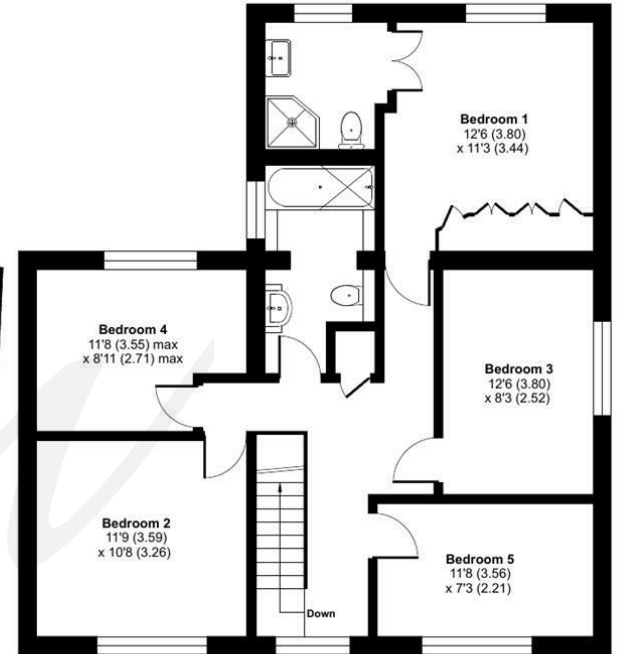 Bedroom 1
12'6 (3.80)
x 11'3 (3.44)
Bedroom 4
11'8 (3.55) max
x 8'11 (2.71) max
Bedroom 3
12'6 (3.80)
x 8'3 (2.52)
Bedroom 2
11'9 (3.59)
x 10'8 (3.26)
Bedroom 5
11'8 (3.56)
x 7'3 (2.21)
Down